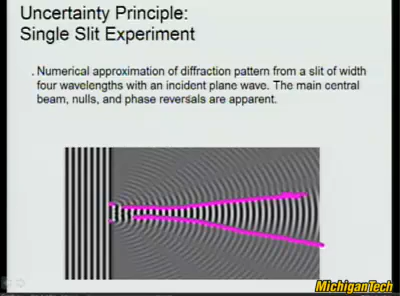 Uncertainty Principle:
Single Slit Experiment
. Numerical approximation of diffraction pattern from a slit of width
four wavelengths with an incident plane wave. The main central
beam, nulls, and phase reversals are apparent.
MichiganTech